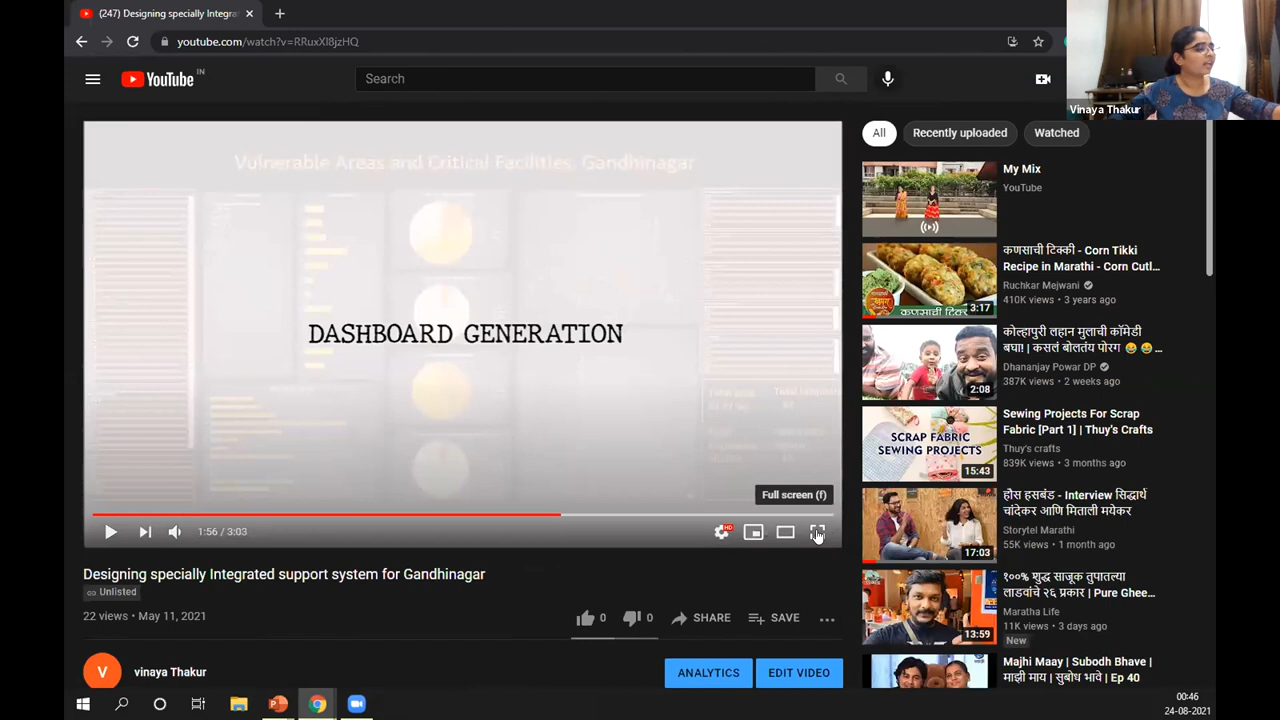 (247) Designing specially Integra
youtube.com/watch?v=RRuxXl8jzHQ
Vinaya Thakur
YouTube IN
Search
All
Recently uploaded
Watched
Vulnerable Areas and Critical Facilities, Gandhinagar
DASHBOARD GENERATION
Full screen (f)
1:56 / 3:03
HD
Designing specially Integrated support system for Gandhinagar
Unlisted
22 views • May 11, 2021
0
0
SHARE
SAVE
V
vinaya Thakur
ANALYTICS
EDIT VIDEO
My Mix
YouTube
कणसाची टिक्की - Corn Tikki
Recipe in Marathi - Corn Cutl...
Ruchkar Mejwani
410K views • 3 years ago
3:17
कोल्हापुरी लहान मुलाची कॉमेडी
बघा! | कसलं बोलतंय पोरग 😂 😂 ...
Dhananjay Powar DP
387K views • 2 weeks ago
2:08
SCRAP FABRIC
SEWING PROJECTS
15:43
Sewing Projects For Scrap
Fabric [Part 1] | Thuy's Crafts
Thuy's crafts
839K views • 3 months ago
हौस हसबंड - Interview सिद्धार्थ
चांदेकर आणि मिताली मयेकर
Storytel Marathi
55K views • 1 month ago
17:03
१००% शुद्ध साजूक तुपातल्या
लाडवांचे २६ प्रकार | Pure Ghee...
Maratha Life
11K views • 3 days ago
New
13:59
Majhi Maay | Subodh Bhave |
माझी माय | सुबोध भावे | Ep 40
00:46
24-08-2021